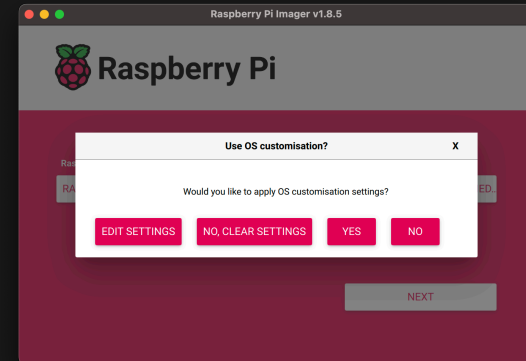 Raspberry Pi Imager v1.8.5
Raspberry Pi
Use OS customisation?
X
Would you like to apply OS customisation settings?
EDIT SETTINGS
NO, CLEAR SETTINGS
YES
NO
NEXT